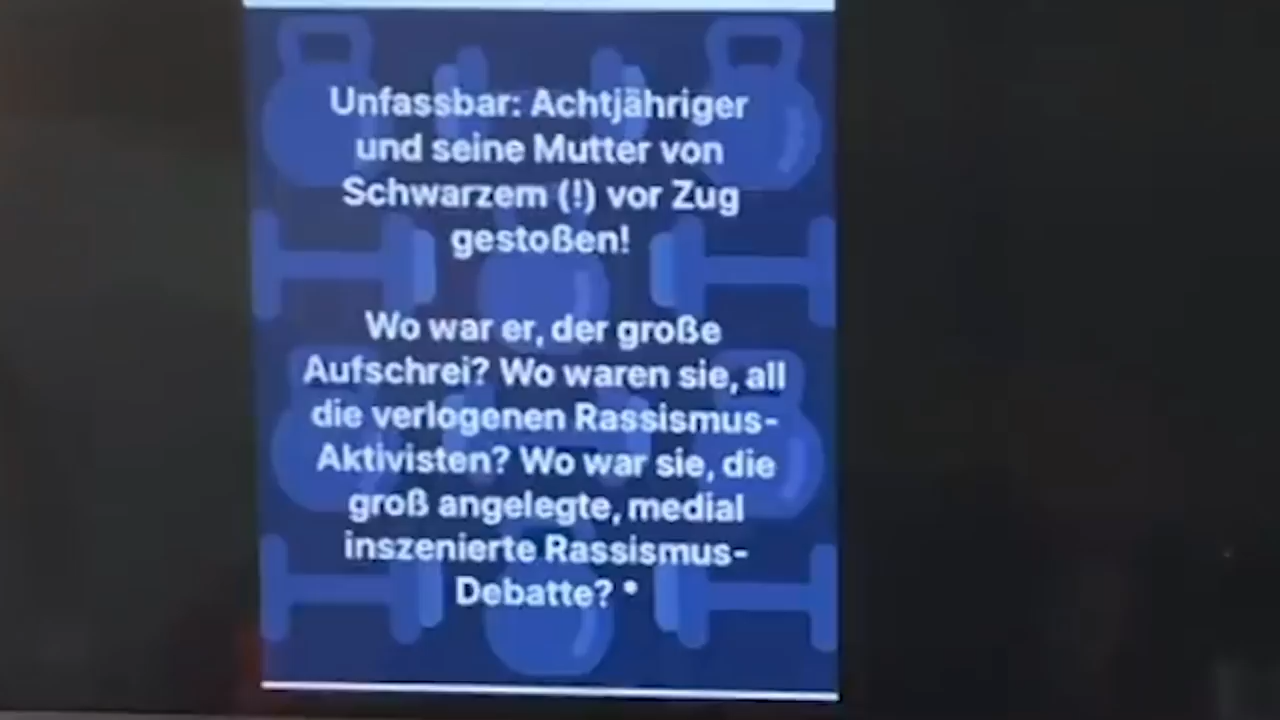 Unfassbar: Achtjähriger
und seine Mutter von
Schwarzem (!) vor Zug
gestoßen!
Wo war er, der große
Aufschrei? Wo waren sie, all
die verlogenen Rassismus-
Aktivisten? Wo war sie, die
groß angelegte, medial
inszenierte Rassismus-
Debatte? *